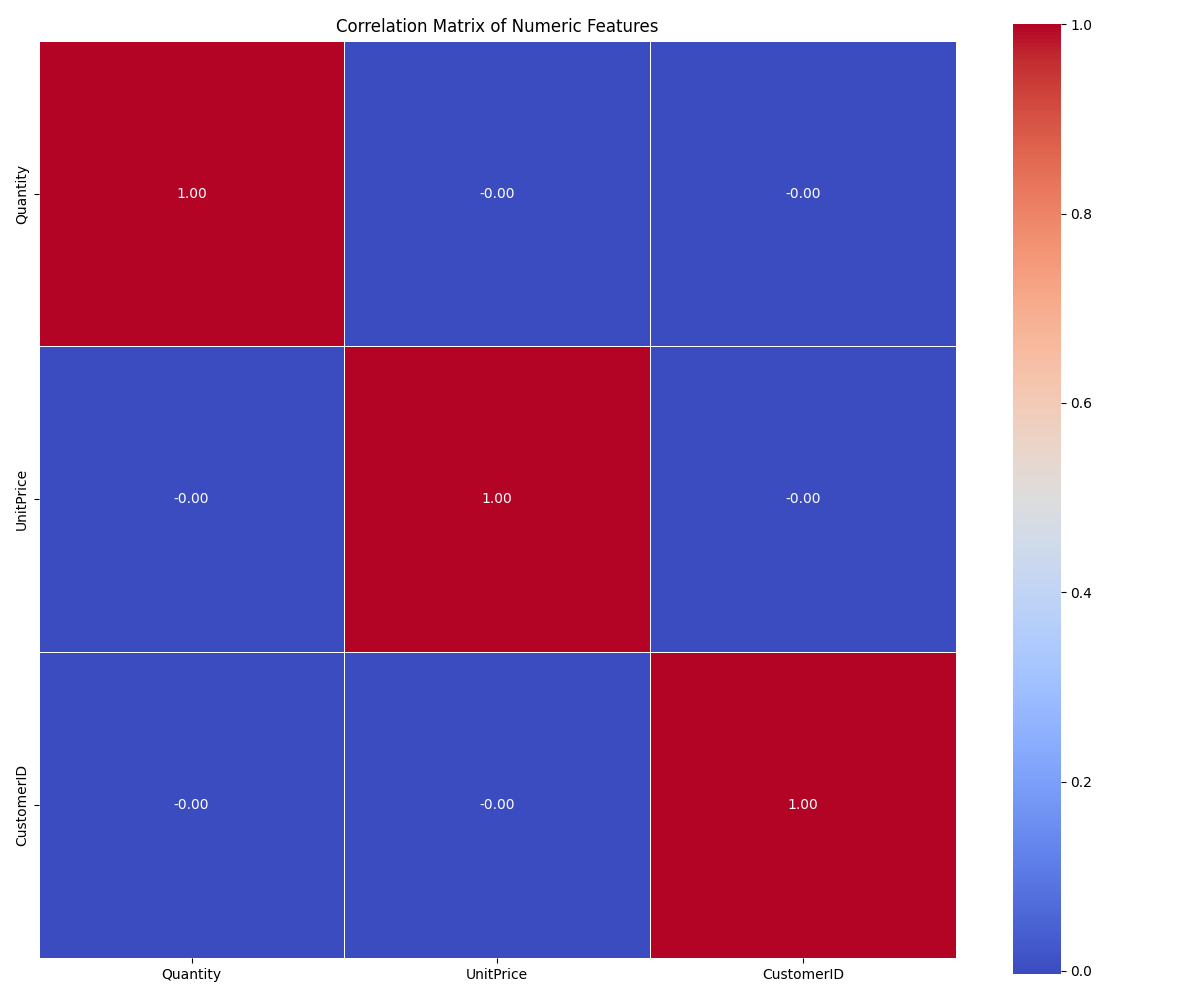 Correlation Matrix of Numeric Features
Quantity
1.00
-0.00
-0.00
UnitPrice
-0.00
1.00
-0.00
CustomerID
-0.00
-0.00
1.00
Quantity
UnitPrice
CustomerID
1.0
0.8
0.6
0.4
0.2
0.0